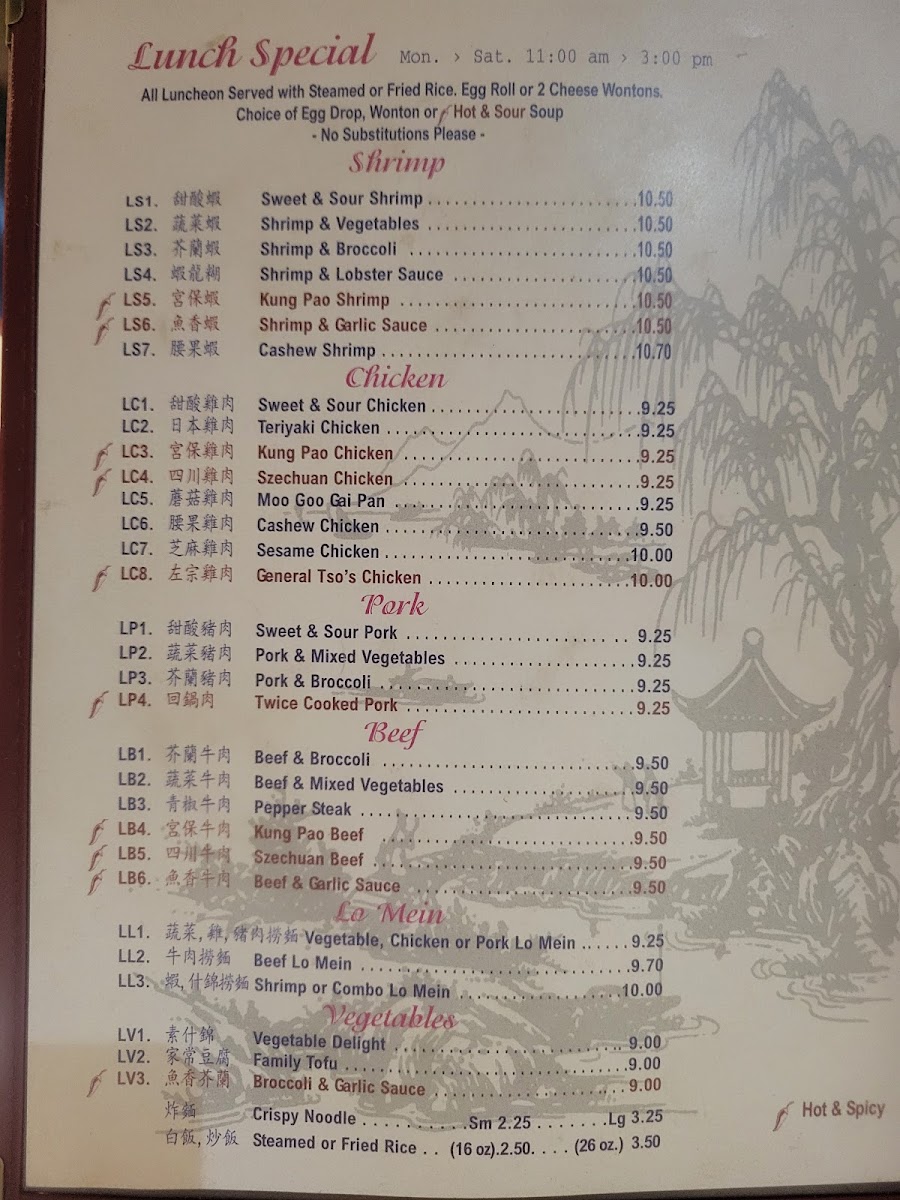 Lunch Special Mon. > Sat. 11:00 am > 3:00 pm
All Luncheon Served with Steamed or Fried Rice. Egg Roll or 2 Cheese Wontons.
Choice of Egg Drop, Wonton or Hot & Sour Soup
- No Substitutions Please -
Shrimp
LS1. 甜酸蝦 Sweet & Sour Shrimp 10.50
LS2. 蔬菜蝦 Shrimp & Vegetables 10.50
LS3. 芥蘭蝦 Shrimp & Broccoli 10.50
LS4. 蝦龍糊 Shrimp & Lobster Sauce 10.50
LS5. 宮保蝦 Kung Pao Shrimp 10.50
LS6. 魚香蝦 Shrimp & Garlic Sauce 10.50
LS7. 腰果蝦 Cashew Shrimp 10.70
Chicken
LC1. 甜酸雞肉 Sweet & Sour Chicken 9.25
LC2. 日本雞肉 Teriyaki Chicken 9.25
LC3. 宮保雞肉 Kung Pao Chicken 9.25
LC4. 四川雞肉 Szechuan Chicken 9.25
LC5. 蘑菇雞肉 Moo Goo Gai Pan 9.25
LC6. 腰果雞肉 Cashew Chicken 9.50
LC7. 芝麻雞肉 Sesame Chicken 10.00
LC8. 左宗雞肉 General Tso's Chicken 10.00
Pork
LP1. 甜酸豬肉 Sweet & Sour Pork 9.25
LP2. 蔬菜豬肉 Pork & Mixed Vegetables 9.25
LP3. 芥蘭豬肉 Pork & Broccoli 9.25
LP4. 回鍋肉 Twice Cooked Pork 9.25
Beef
LB1. 芥蘭牛肉 Beef & Broccoli 9.50
LB2. 蔬菜牛肉 Beef & Mixed Vegetables 9.50
LB3. 青椒牛肉 Pepper Steak 9.50
LB4. 宮保牛肉 Kung Pao Beef 9.50
LB5. 四川牛肉 Szechuan Beef 9.50
LB6. 魚香牛肉 Beef & Garlic Sauce 9.50
Lo Mein
LL1. 蔬菜,雞,豬肉撈麵 Vegetable, Chicken or Pork Lo Mein 9.25
LL2. 牛肉撈麵 Beef Lo Mein 9.70
LL3. 蝦,什錦撈麵 Shrimp or Combo Lo Mein 10.00
Vegetables
LV1. 素什錦 Vegetable Delight 9.00
LV2. 家常豆腐 Family Tofu 9.00
LV3. 魚香芥蘭 Broccoli & Garlic Sauce 9.00
炸麵 Crispy Noodle Sm 2.25 Lg 3.25
白飯,炒飯 Steamed or Fried Rice (16 oz).2.50 (26 oz.) 3.50
Hot & Spicy